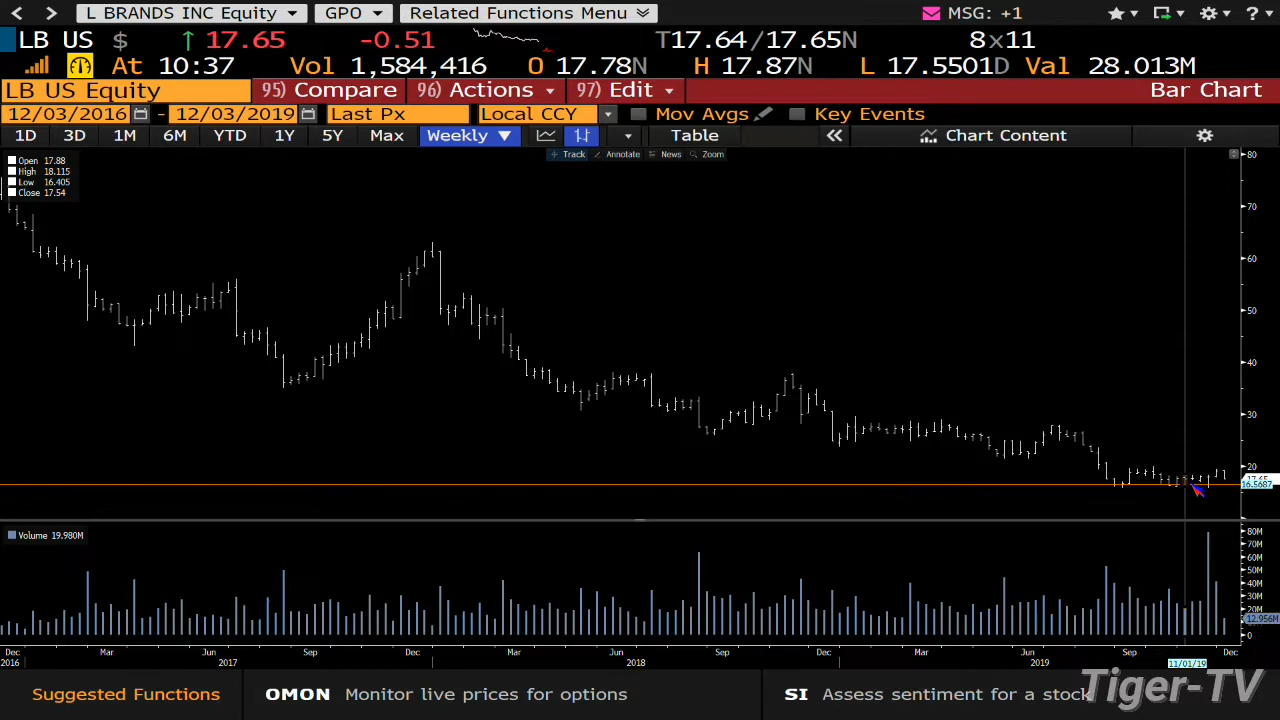 L BRANDS INC Equity GPO Related Functions Menu MSG: +1 ?
LB US $ ↑ 17.65 -0.51 T17.64/17.65N 8x11
At 10:37 Vol 1,584,416 O 17.78N H 17.87N L 17.5501D Val 28.013M
LB US Equity 95) Compare 96) Actions 97) Edit Bar Chart
12/03/2016 - 12/03/2019 Last Px Local CCY Mov Avgs Key Events
1D 3D 1M 6M YTD 1Y 5Y Max Weekly ▼ Table « Chart Content
Track Annotate News Zoom
Open 17.88
High 18.115
Low 16.405
Close 17.54
80
70
60
50
40
30
20
16.5687
Volume 19.980M
80M
70M
60M
50M
40M
30M
20M
12.956M
0
Dec Mar Jun Sep Dec Mar Jun Sep Dec Mar Jun Sep Dec
2016 2017 2018 2019 11/01/19
Suggested Functions OMON Monitor live prices for options SI Assess sentiment for a stock
Tiger-TV